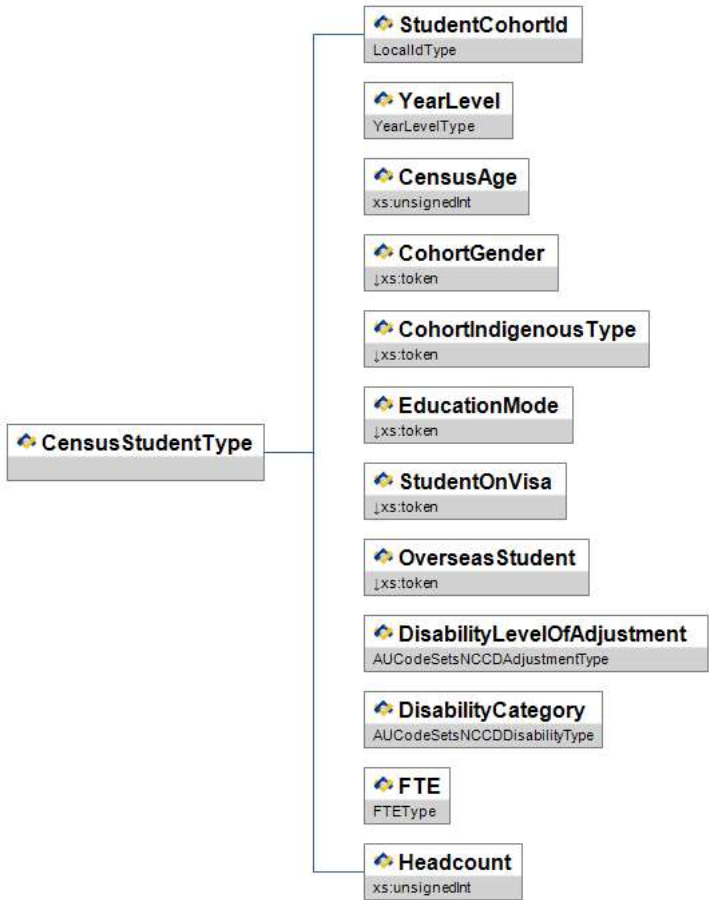 StudentCohortId
LocalIdType
YearLevel
YearLevelType
CensusAge
xs:unsignedInt
CohortGender
↓xs:token
CohortIndigenousType
↓xs:token
EducationMode
↓xs:token
CensusStudentType
StudentOnVisa
↓xs:token
OverseasStudent
↓xs:token
DisabilityLevelOfAdjustment
AUCodeSetsNCCDAdjustmentType
DisabilityCategory
AUCodeSetsNCCDDisabilityType
FTE
FTEType
Headcount
xs:unsignedInt